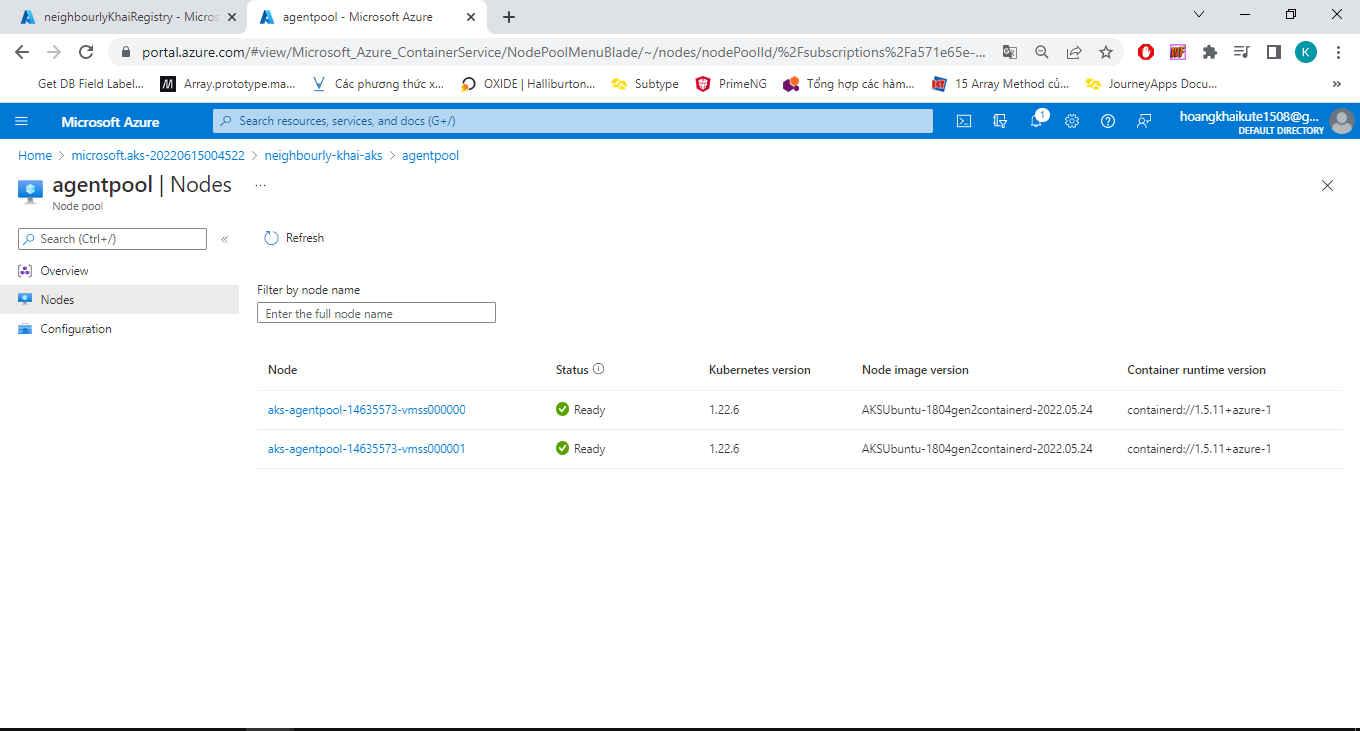 neighbourlyKhaiRegistry - Micros
agentpool - Microsoft Azure
portal.azure.com/#view/Microsoft_Azure_ContainerService/NodePoolMenuBlade/~/nodes/nodePoolId/%2Fsubscriptions%2Fa571e65e-...
K
Get DB Field Label... Array.prototype.ma... Các phương thức x... OXIDE | Halliburton... Subtype PrimeNG Tổng hợp các hàm... 15 Array Method củ... JourneyApps Docu... »
Microsoft Azure
Search resources, services, and docs (G+/)
1
hoangkhaikute1508@g...
DEFAULT DIRECTORY
Home > microsoft.aks-20220615004522 > neighbourly-khai-aks > agentpool
agentpool | Nodes ...
Node pool
Search (Ctrl+/) «
Refresh
Overview
Nodes
Configuration
Filter by node name
Enter the full node name
Node Status Kubernetes version Node image version Container runtime version
aks-agentpool-14635573-vmss000000 Ready 1.22.6 AKSUbuntu-1804gen2containerd-2022.05.24 containerd://1.5.11+azure-1
aks-agentpool-14635573-vmss000001 Ready 1.22.6 AKSUbuntu-1804gen2containerd-2022.05.24 containerd://1.5.11+azure-1